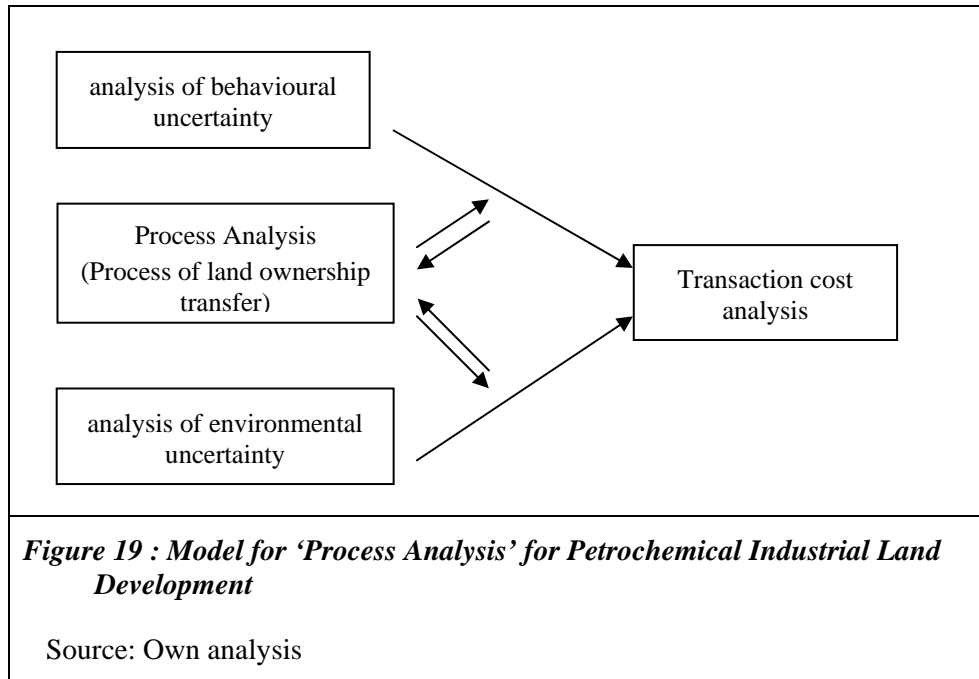 analysis of behavioural
uncertainty
Process Analysis
(Process of land ownership
transfer)
Transaction cost
analysis
analysis of environmental
uncertainty
Figure 19 : Model for ‘Process Analysis’ for Petrochemical Industrial Land
Development
Source: Own analysis